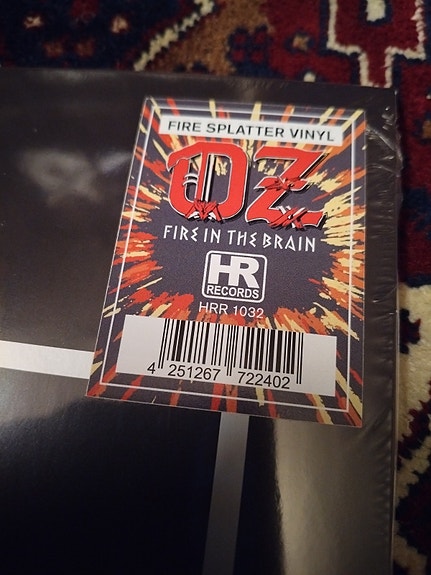 FIRE SPLATTER VINYL
OZ
FIRE IN THE BRAIN
HR
RECORDS
HRR 1032
4 251267 722402